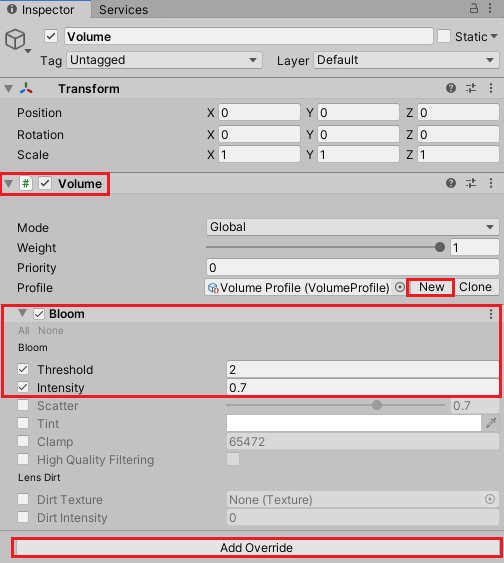 Inspector Services
Volume Static
Tag Untagged Layer Default
Transform
Position X 0 Y 0 Z 0
Rotation X 0 Y 0 Z 0
Scale X 1 Y 1 Z 1
# Volume
Mode Global
Weight 1
Priority 0
Profile Volume Profile (VolumeProfile) New Clone
Bloom
All None
Bloom
Threshold 2
Intensity 0.7
Scatter 0.7
Tint
Clamp 65472
High Quality Filtering
Lens Dirt
Dirt Texture None (Texture)
Dirt Intensity 0
Add Override